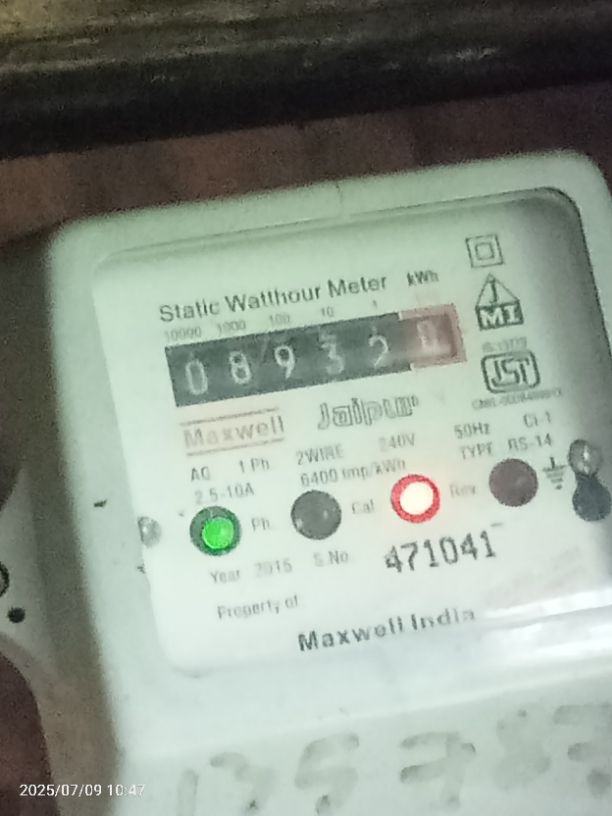 Static Watthour Meter kWh
10000 1000 100 10 1
0 8 9 3 2
MI
JST
Maxwell Jaipur
AC 1 Ph 2WIRE 240V 50Hz Cl-1
2.5-10A 6400 Imp/kWh TYPE RS-14
Ph. Cal. Rev.
Year 2015 S.No. 471041
Property of
Maxwell India
2025/07/09 10:47